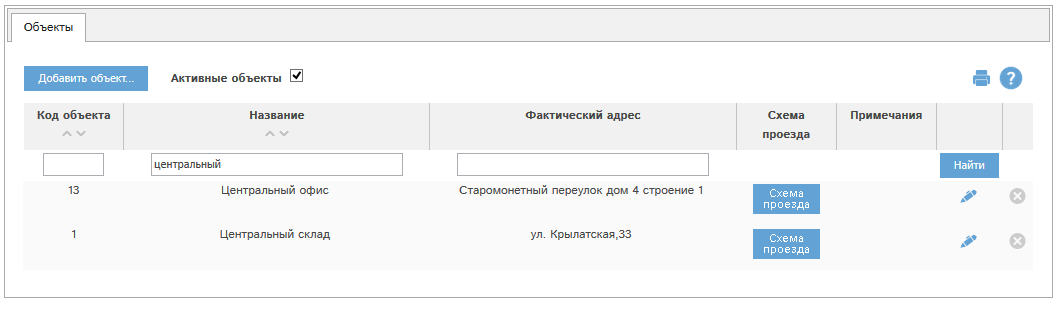 Объекты
Добавить объект... Активные объекты ?
Код объекта Название Фактический адрес Схема проезда Примечания
центральный Найти
13 Центральный офис Старомонетный переулок дом 4 строение 1 Схема проезда
1 Центральный склад ул. Крылатская,33 Схема проезда